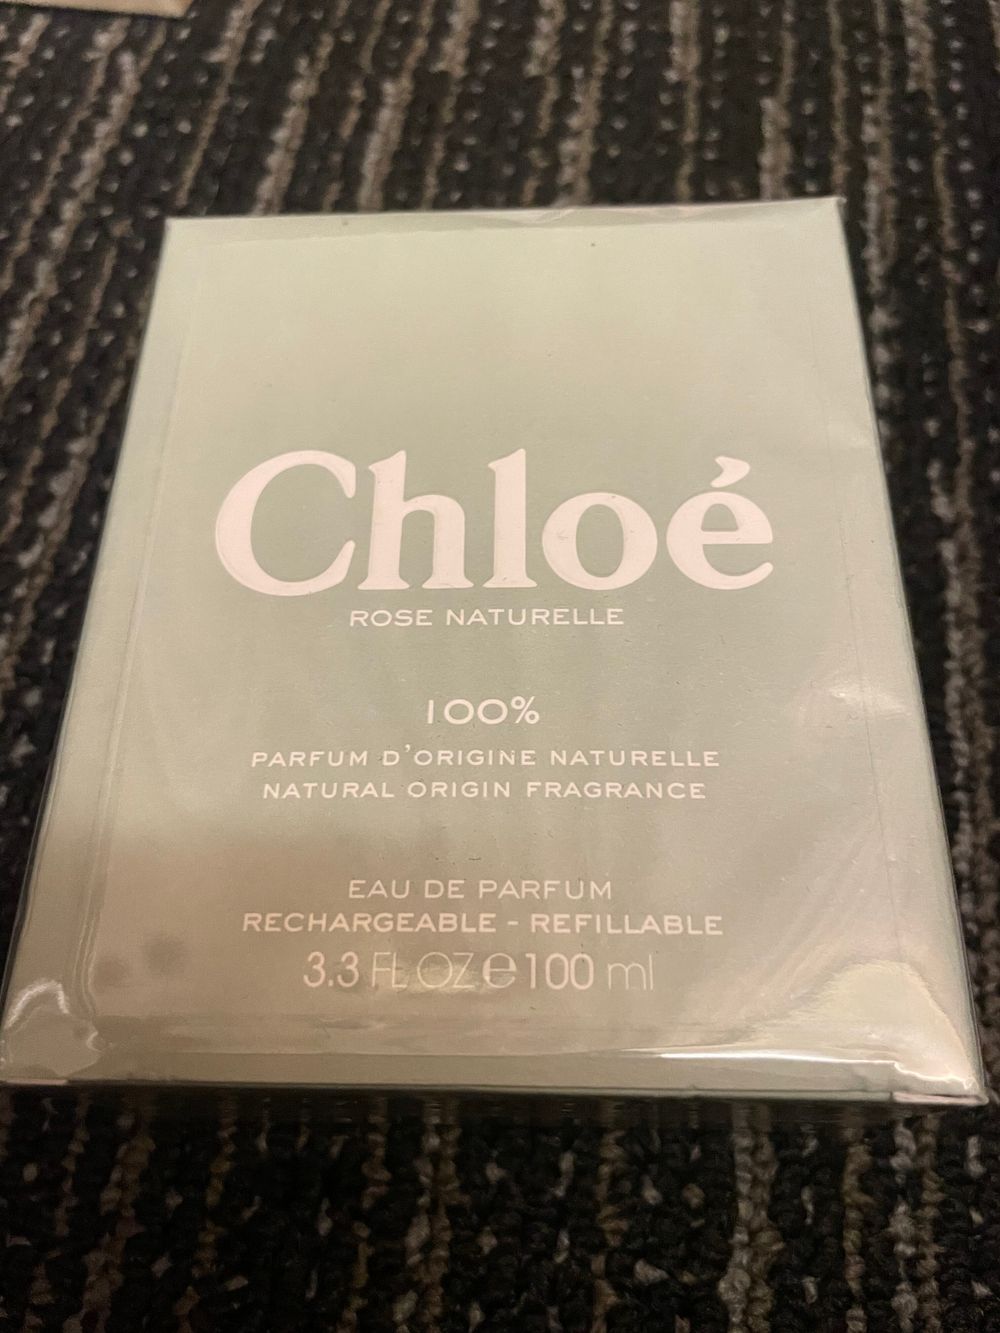 Chloé
ROSE NATURELLE
100%
PARFUM D'ORIGINE NATURELLE
NATURAL ORIGIN FRAGRANCE
EAU DE PARFUM
RECHARGEABLE - REFILLABLE
3.3 FL OZ e 100 ml